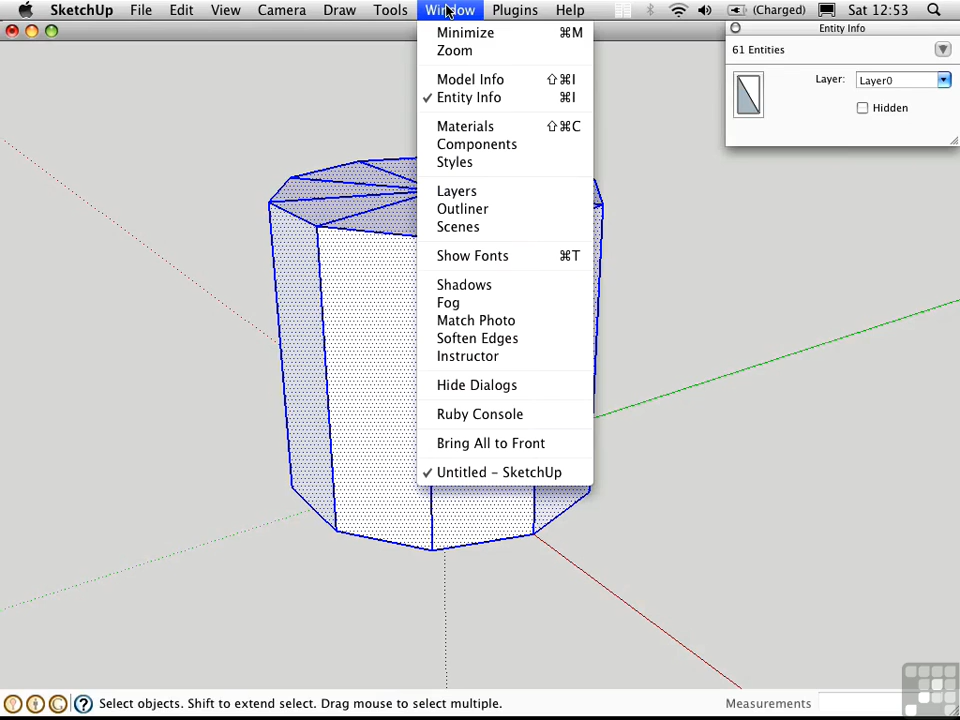 SketchUp File Edit View Camera Draw Tools Window Plugins Help (Charged) Sat 12:53
Minimize ⌘M
Zoom
Model Info ⇧⌘I
✓ Entity Info ⌘I
Materials ⇧⌘C
Components
Styles
Layers
Outliner
Scenes
Show Fonts ⌘T
Shadows
Fog
Match Photo
Soften Edges
Instructor
Hide Dialogs
Ruby Console
Bring All to Front
✓ Untitled – SketchUp
Entity Info
61 Entities
Layer: Layer0
Hidden
Select objects. Shift to extend select. Drag mouse to select multiple. Measurements